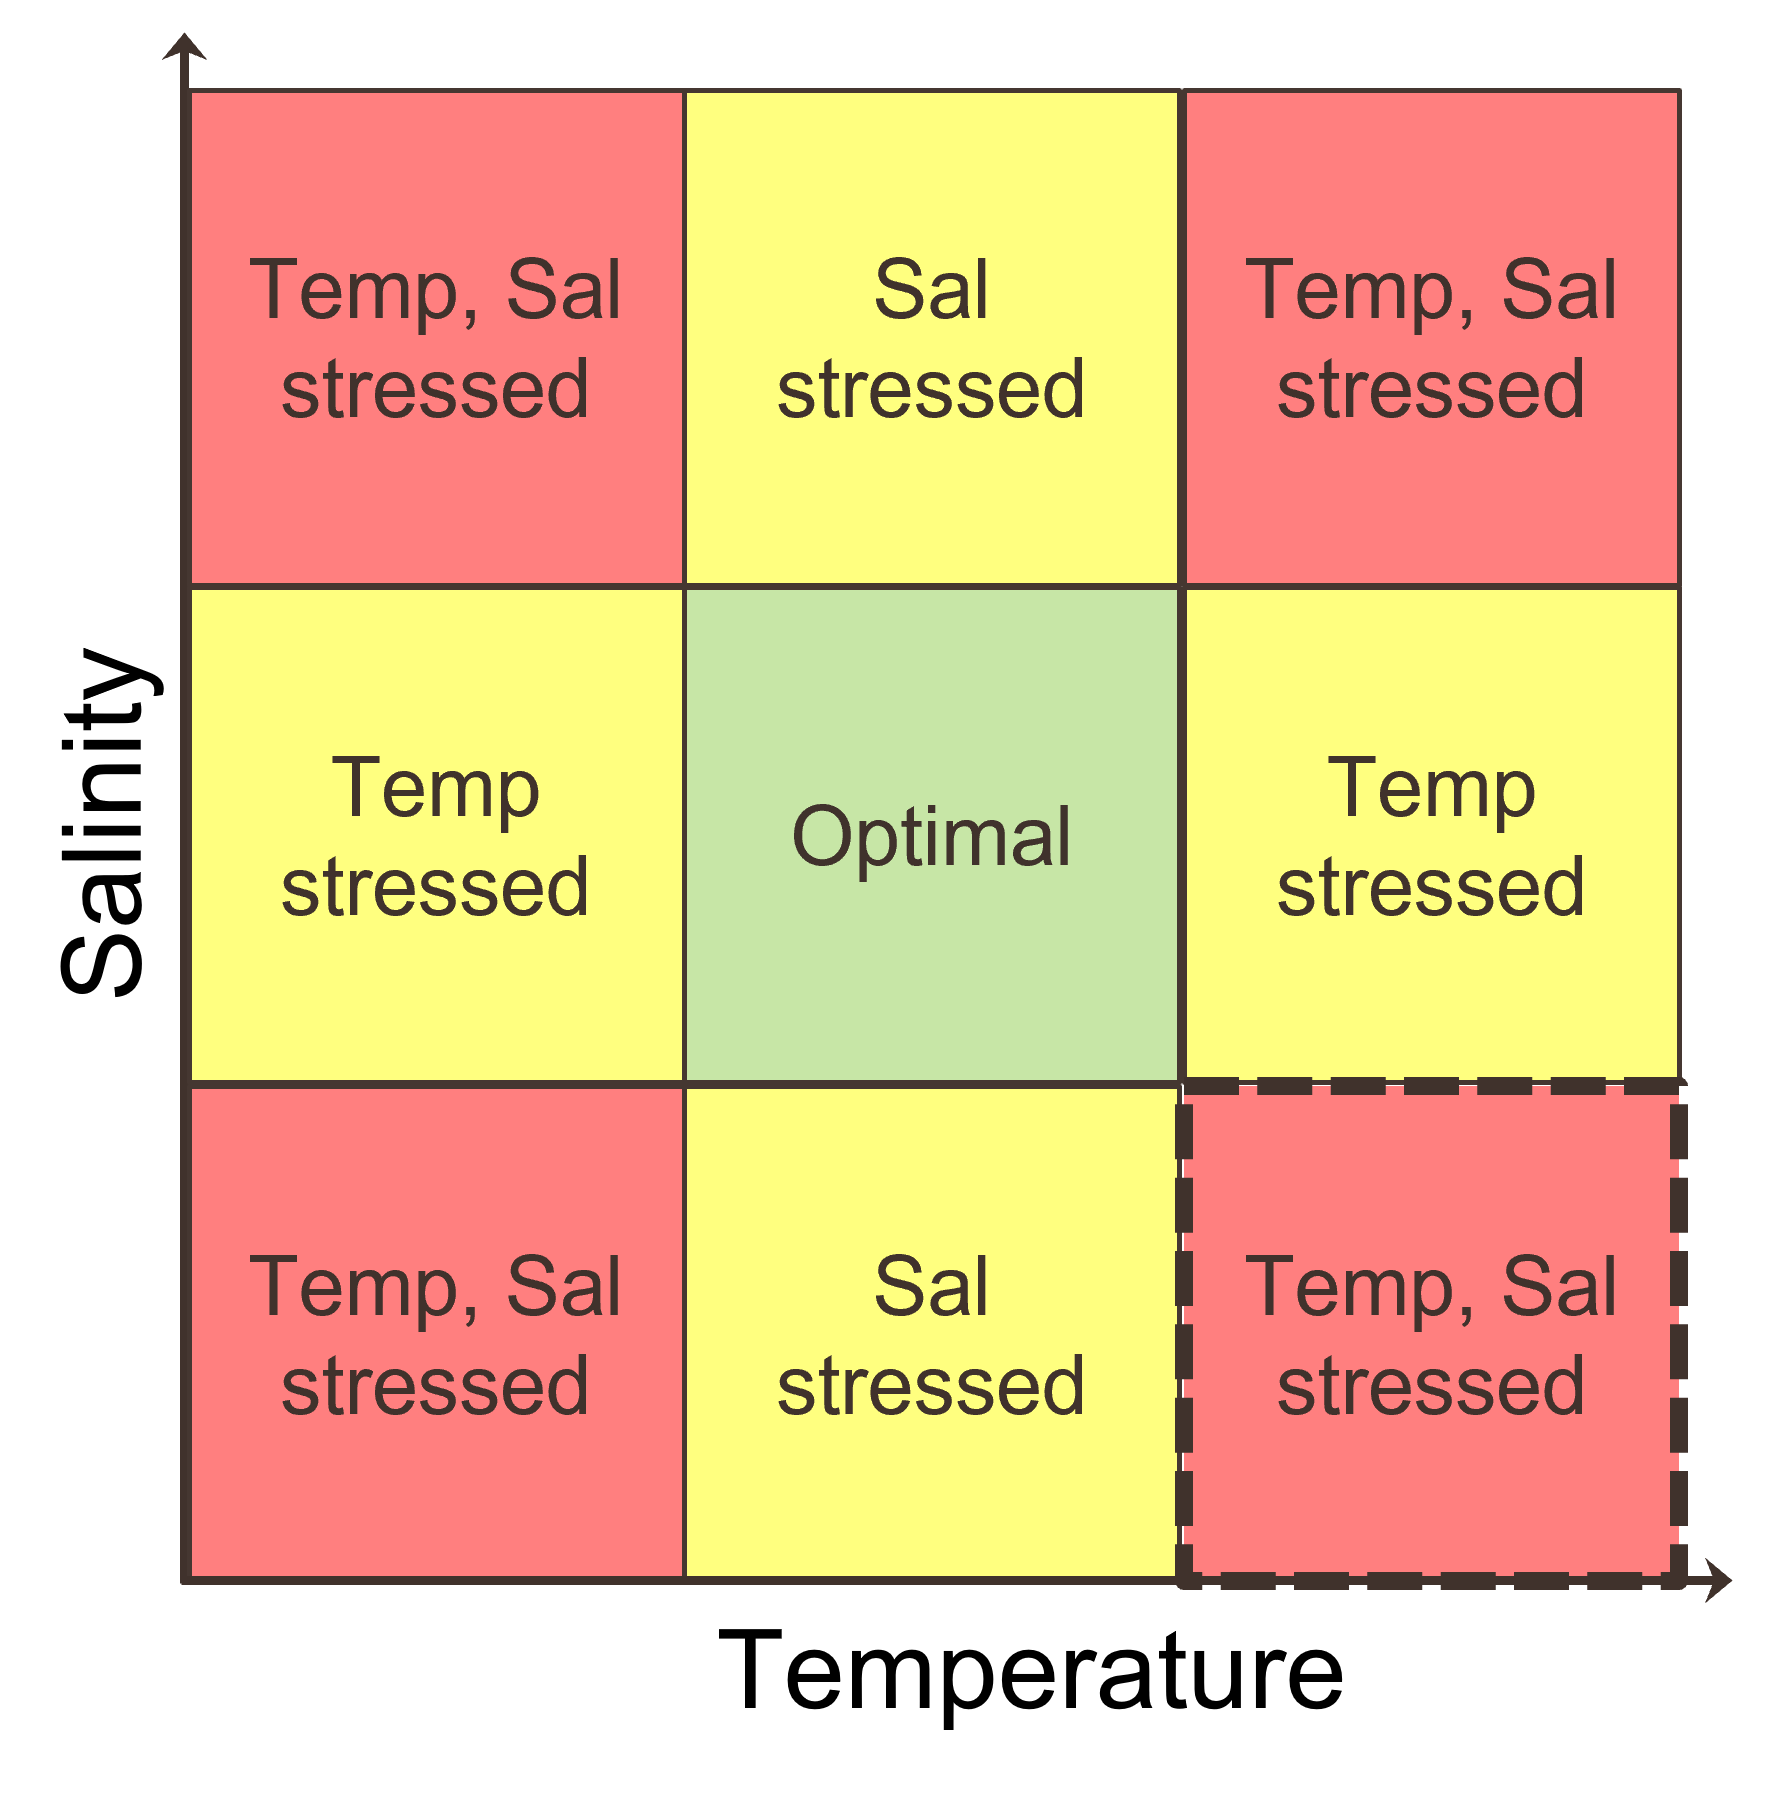 Temp, Sal
stressed
Sal
stressed
Temp, Sal
stressed
Temp
stressed
Optimal
Temp
stressed
Temp, Sal
stressed
Sal
stressed
Temp, Sal
stressed
Salinity
Temperature